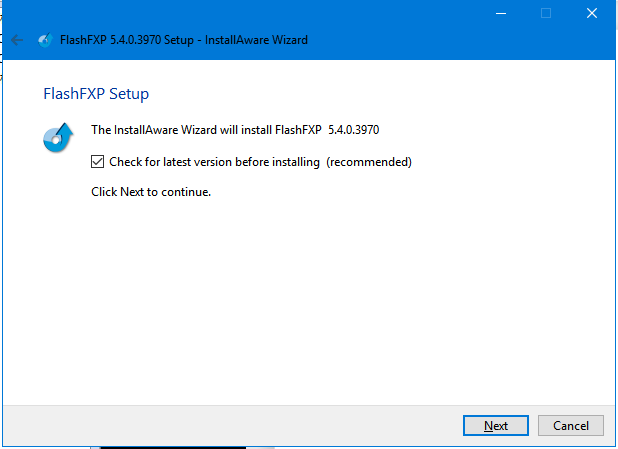 FlashFXP 5.4.0.3970 Setup - InstallAware Wizard
FlashFXP Setup
The InstallAware Wizard will install FlashFXP  5.4.0.3970
Check for latest version before installing  (recommended)
Click Next to continue.
Next
Cancel